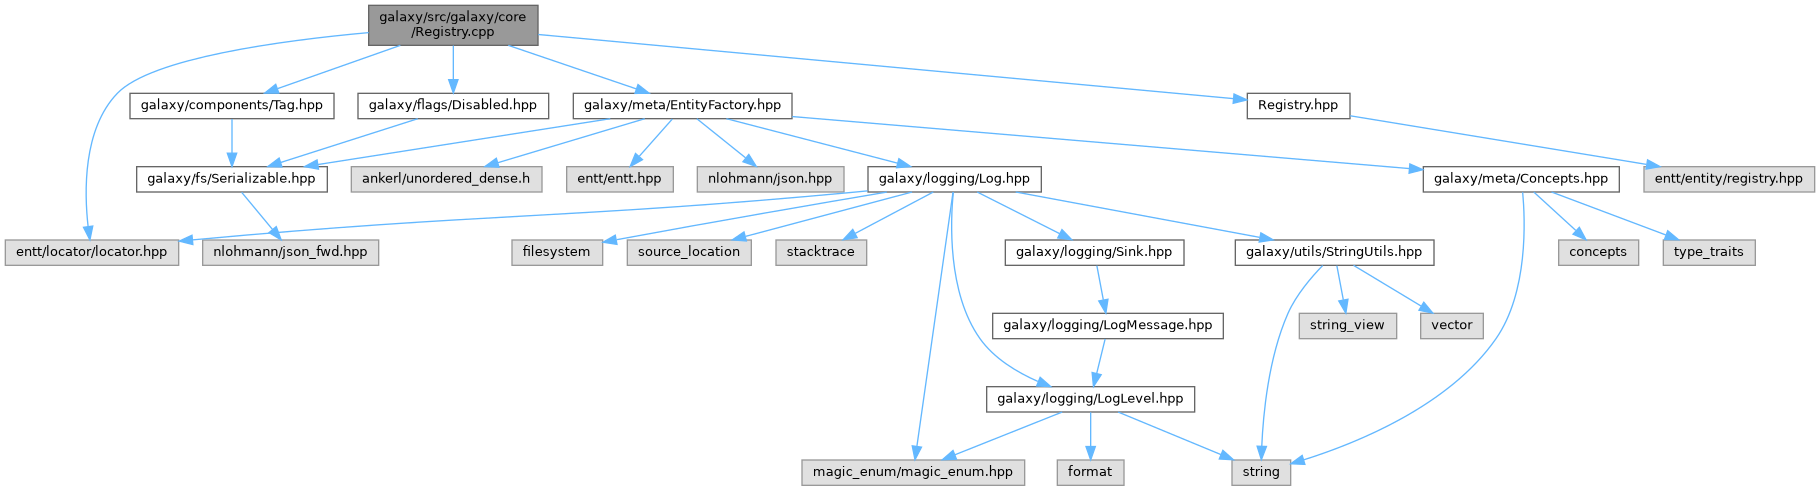 galaxy/src/galaxy/core
/Registry.cpp
galaxy/components/Tag.hpp
galaxy/flags/Disabled.hpp
galaxy/meta/EntityFactory.hpp
Registry.hpp
galaxy/fs/Serializable.hpp
ankerl/unordered_dense.h
entt/entt.hpp
nlohmann/json.hpp
galaxy/logging/Log.hpp
galaxy/meta/Concepts.hpp
entt/entity/registry.hpp
entt/locator/locator.hpp
nlohmann/json_fwd.hpp
filesystem
source_location
stacktrace
galaxy/logging/Sink.hpp
galaxy/utils/StringUtils.hpp
concepts
type_traits
galaxy/logging/LogMessage.hpp
string_view
vector
galaxy/logging/LogLevel.hpp
magic_enum/magic_enum.hpp
format
string